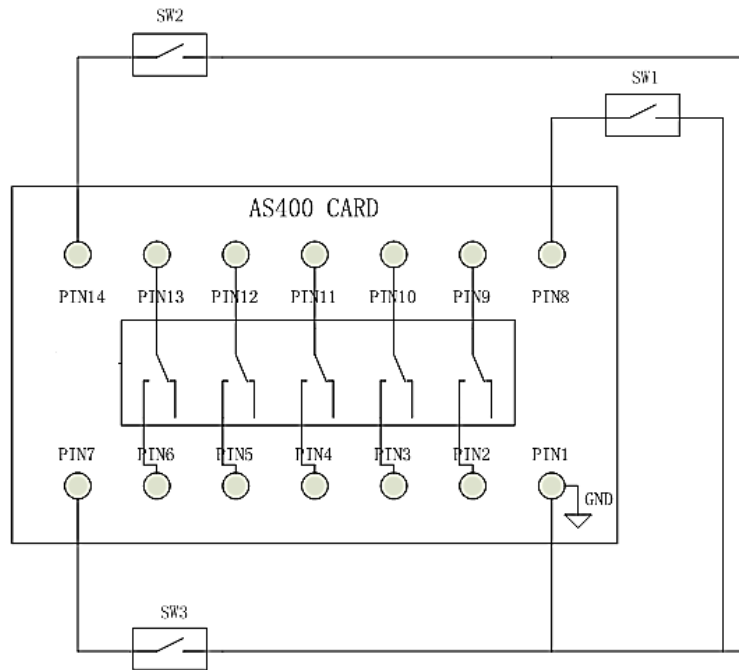 SW2
SW1
AS400 CARD
PIN14 PIN13 PIN12 PIN11 PIN10 PIN9 PIN8
PIN7 PIN6 PIN5 PIN4 PIN3 PIN2 PIN1
GND
SW3